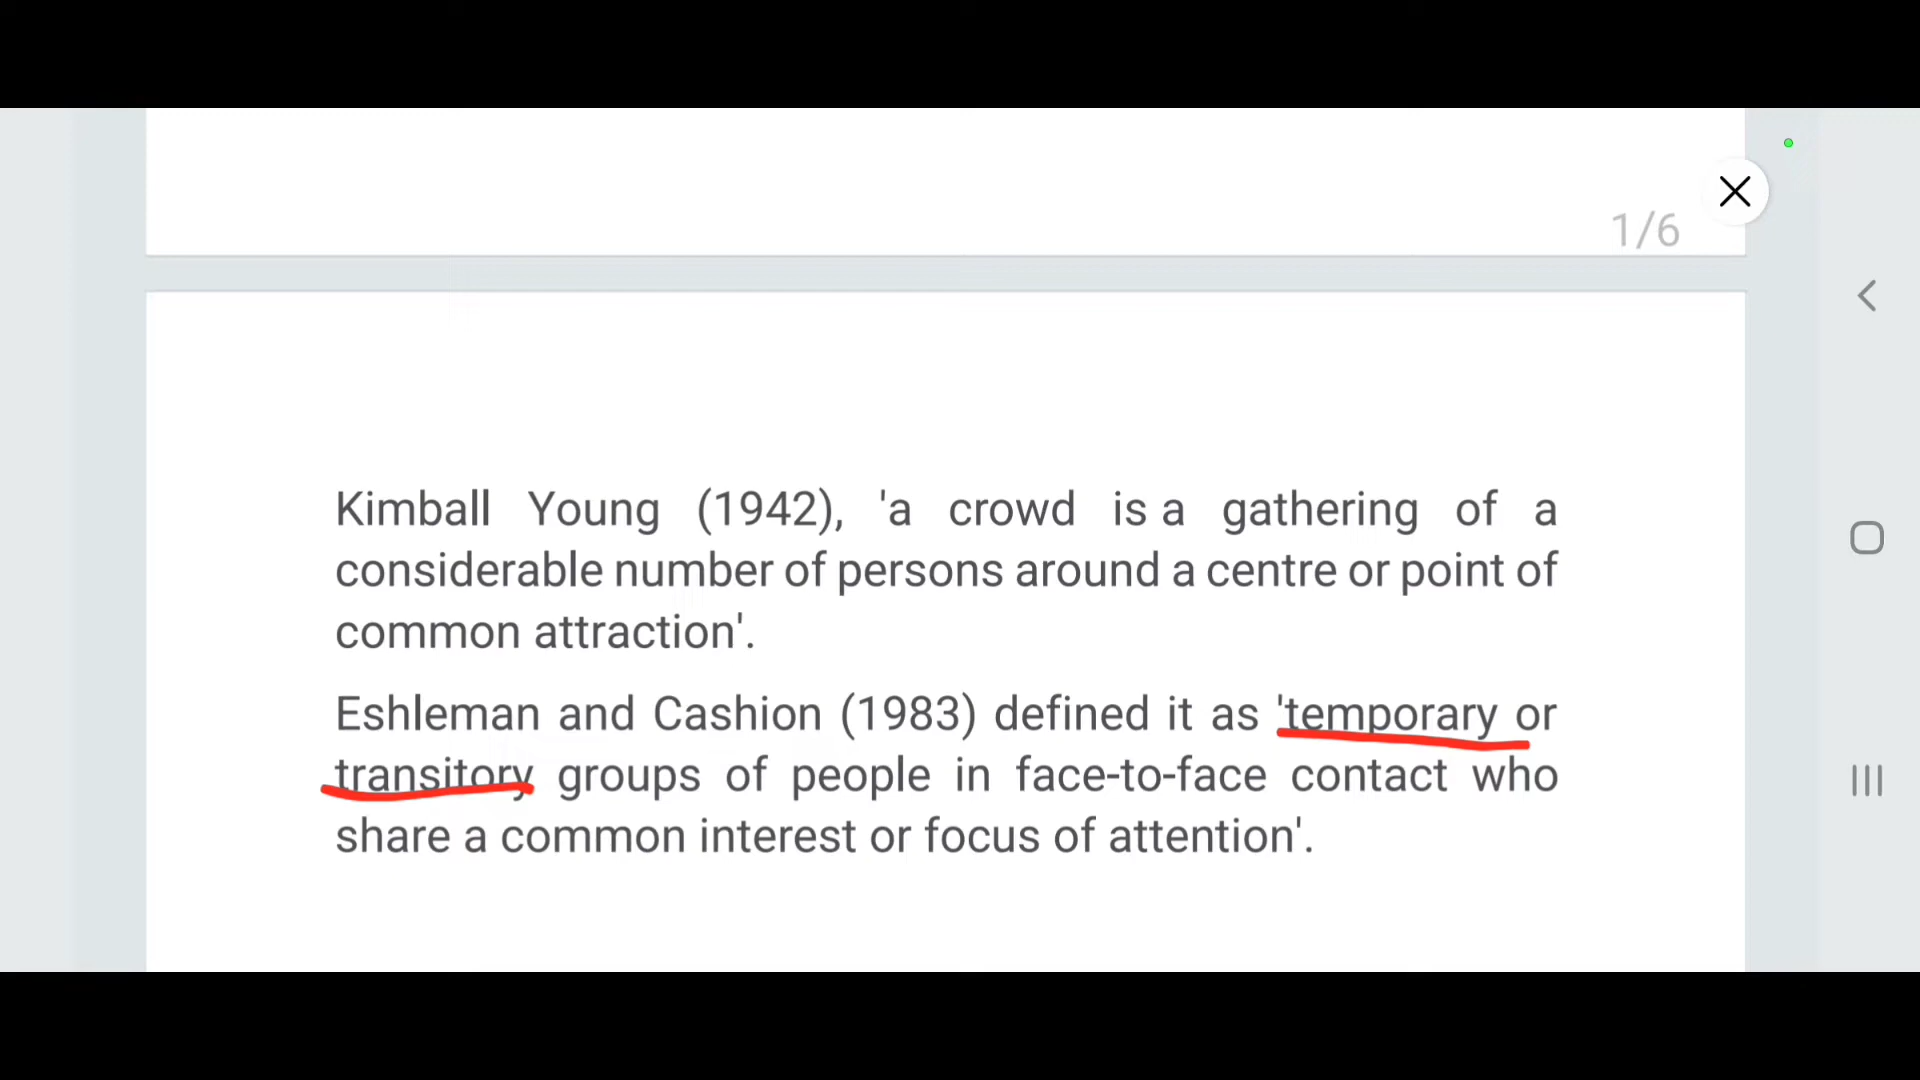 1/6
Kimball Young (1942), 'a crowd is a gathering of a
considerable number of persons around a centre or point of
common attraction'.
Eshleman and Cashion (1983) defined it as 'temporary or
transitory groups of people in face-to-face contact who
share a common interest or focus of attention'.